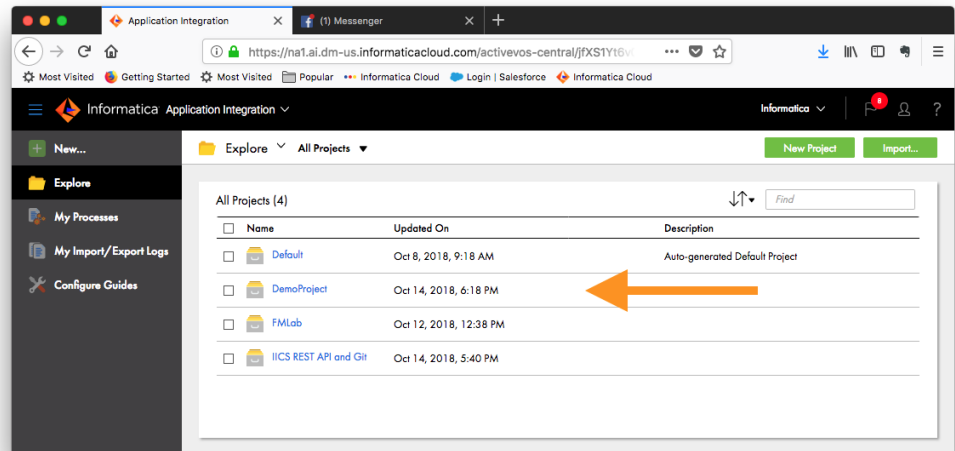 Application Integration × (1) Messenger × +
https://na1.ai.dm-us.informaticacloud.com/activevos-central/jfXS1Yt6v
Most Visited Getting Started Most Visited Popular Informatica Cloud Login | Salesforce Informatica Cloud
Informatica Application Integration Informatica 8 ?
New... Explore All Projects New Project Import...
Explore
All Projects (4) Find
My Processes
Name Updated On Description
My Import/Export Logs
Default Oct 8, 2018, 9:18 AM Auto-generated Default Project
Configure Guides
DemoProject Oct 14, 2018, 6:18 PM
FMLab Oct 12, 2018, 12:38 PM
IICS REST API and Git Oct 14, 2018, 5:40 PM